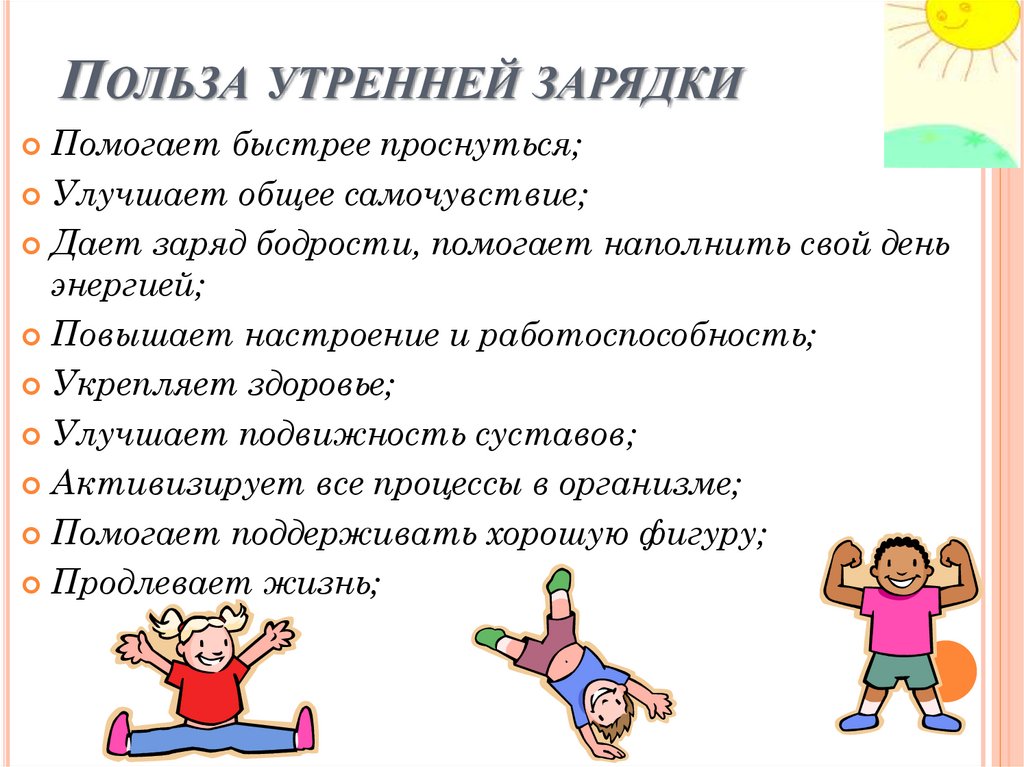 ПОЛЬЗА УТРЕННЕЙ ЗАРЯДКИ
Помогает быстрее проснуться;
Улучшает общее самочувствие;
Дает заряд бодрости, помогает наполнить свой день
энергией;
Повышает настроение и работоспособность;
Укрепляет здоровье;
Улучшает подвижность суставов;
Активизирует все процессы в организме;
Помогает поддерживать хорошую фигуру;
Продлевает жизнь;